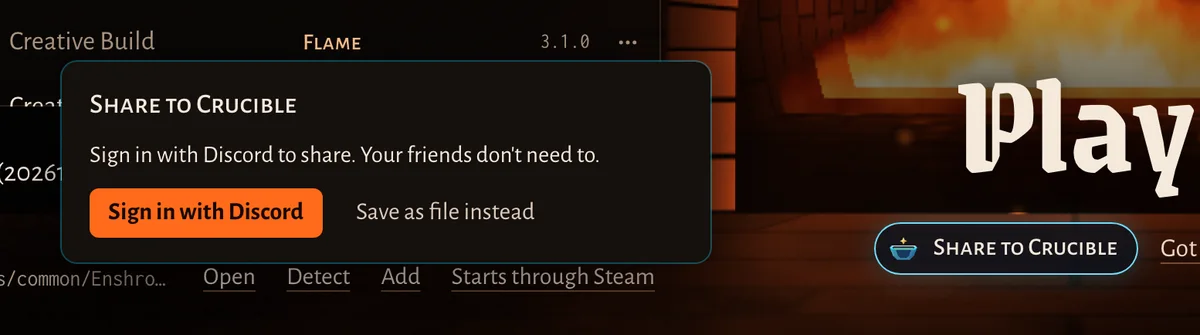 Creative Build
Flame
3.1.0
Share to Crucible
Sign in with Discord to share. Your friends don't need to.
Sign in with Discord
Save as file instead
s/common/Enshro…
Open
Detect
Add
Starts through Steam
Play
Share to Crucible
Got